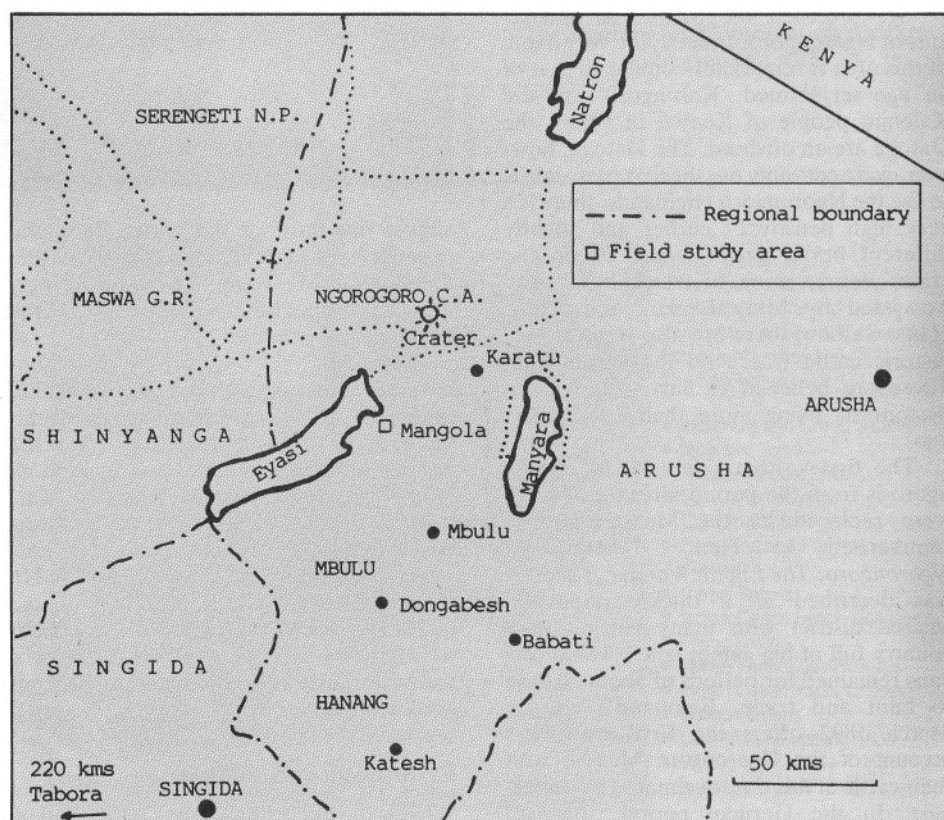 KENYA
Natron
SERENGETI N.P.
Regional boundary
Field study area
MASWA G.R
NGOROGORO C.A.
Crater
Karatu
ARUSHA
Mangola
SHINYANGA
Eyasi
Manyara
ARUSHA
Mbulu
MBULU
Dongabesh
Babati
SINGIDA
HANANG
Katesh
50 kms
220 kms
Tabora
SINGIDA